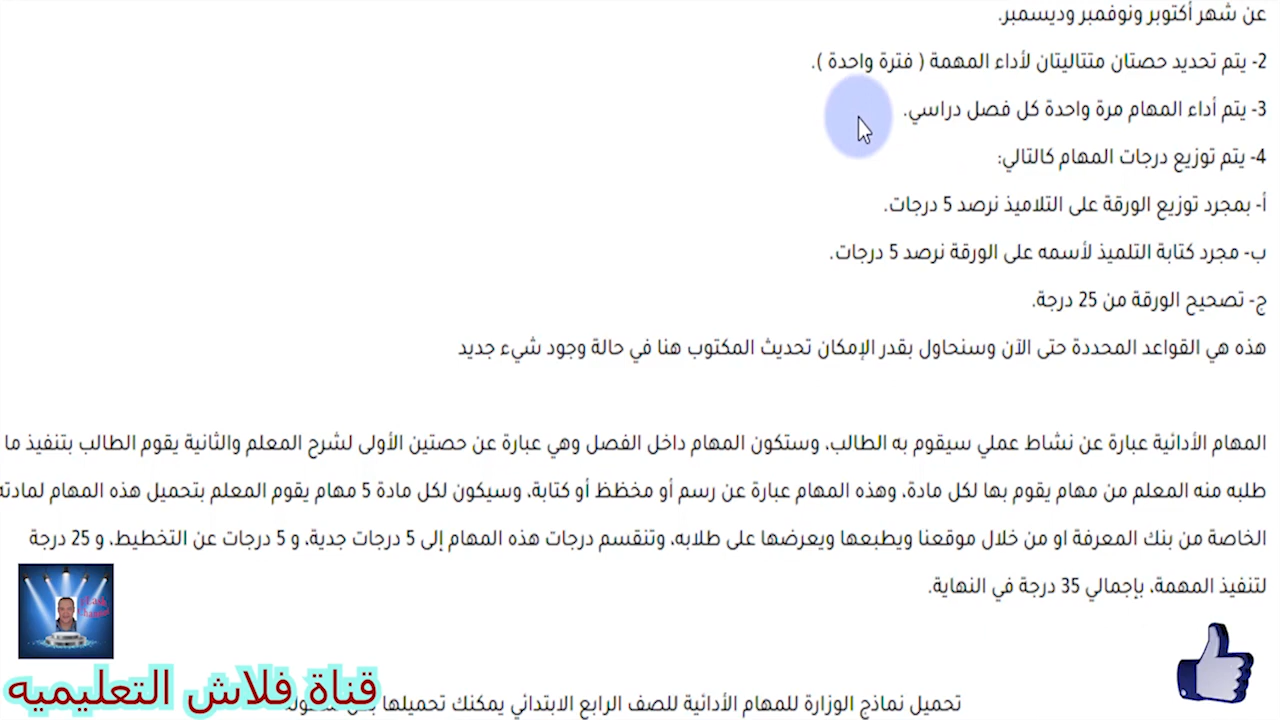 عن شهر أكتوبر ونوفمبر وديسمبر.
2- يتم تحديد حصتان متتاليتان لأداء المهمة ( فترة واحدة ).
3- يتم أداء المهام مرة واحدة كل فصل دراسي.
4- يتم توزيع درجات المهام كالتالي:
أ- بمجرد توزيع الورقة على التلاميذ نرصد 5 درجات.
ب- مجرد كتابة التلميذ لأسمه على الورقة نرصد 5 درجات.
ج- تصحيح الورقة من 25 درجة.
هذه هي القواعد المحددة حتى الآن وسنحاول بقدر الإمكان تحديث المكتوب هنا في حالة وجود شيء جديد
المهام الأدائية عبارة عن نشاط عملي سيقوم به الطالب، وستكون المهام داخل الفصل وهي عبارة عن حصتين الأولى لشرح المعلم والثانية يقوم الطالب بتنفيذ ما
طلبه منه المعلم من مهام يقوم بها لكل مادة، وهذه المهام عبارة عن رسم أو مخظظ أو كتابة، وسيكون لكل مادة 5 مهام يقوم المعلم بتحميل هذه المهام لمادته
الخاصة من بنك المعرفة او من خلال موقعنا ويطبعها ويعرضها على طلابه، وتنقسم درجات هذه المهام إلى 5 درجات جدية، و 5 درجات عن التخطيط، و 25 درجة
لتنفيذ المهمة، بإجمالي 35 درجة في النهاية.
قناة فلاش التعليميه
تحميل نماذج الوزارة للمهام الأدائية للصف الرابع الابتدائي يمكنك تحميلها